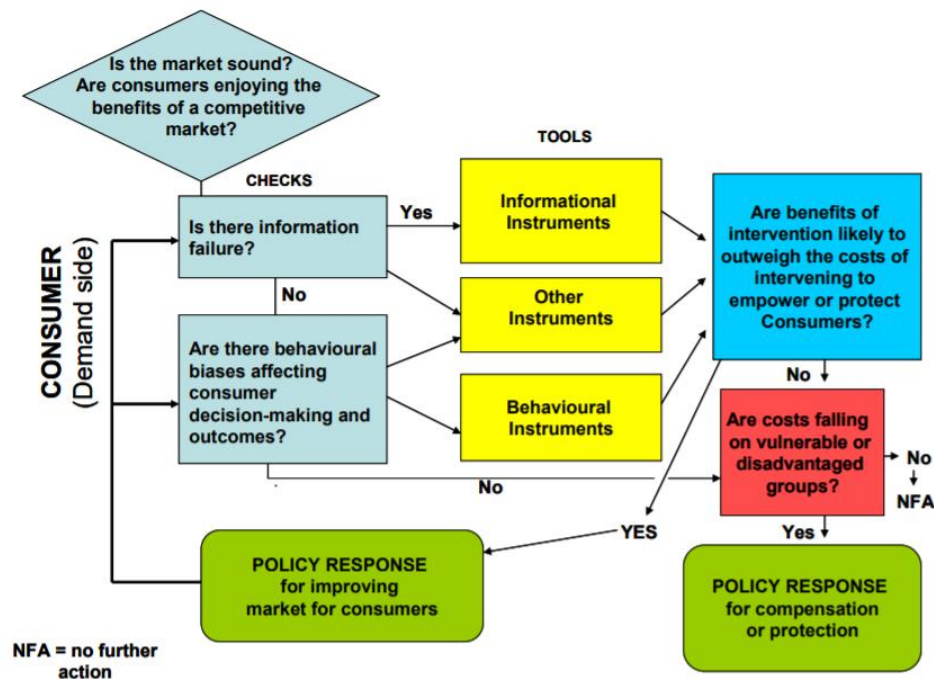 Is the market sound?
Are consumers enjoying the
benefits of a competitive
market?
CHECKS
TOOLS
CONSUMER
(Demand side)
Is there information
failure?
Yes
Informational
Instruments
No
Other
Instruments
Are there behavioural
biases affecting
consumer
decision-making and
outcomes?
Behavioural
Instruments
No
Are benefits of
intervention likely to
outweigh the costs of
intervening to
empower or protect
Consumers?
No
Are costs falling
on vulnerable or
disadvantaged
groups?
No
NFA
YES
Yes
POLICY RESPONSE
for improving
market for consumers
POLICY RESPONSE
for compensation
or protection
NFA = no further
action